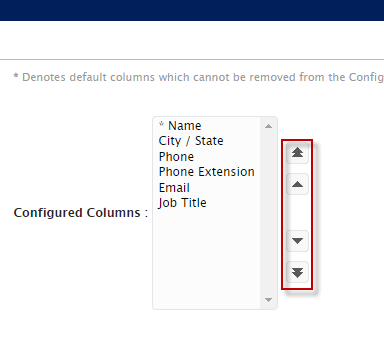 * Denotes default columns which cannot be removed from the Config
* Name
City / State
Phone
Phone Extension
Email
Job Title
Configured Columns :